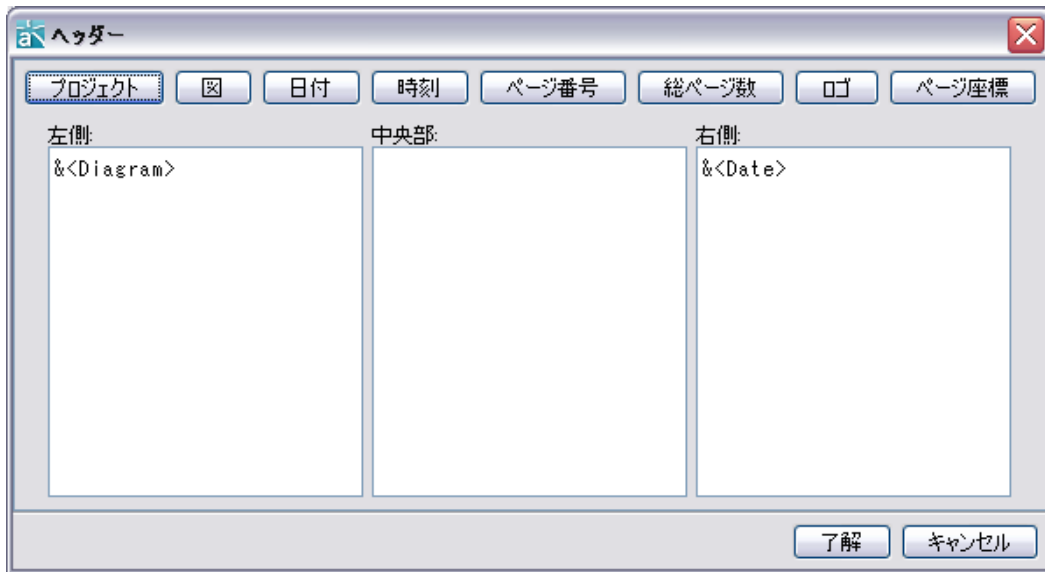 ヘッダー
プロジェクト 図 日付 時刻 ページ番号 総ページ数 ロゴ ページ座標
左側: 中央部: 右側:
&<Diagram> &<Date>
了解 キャンセル